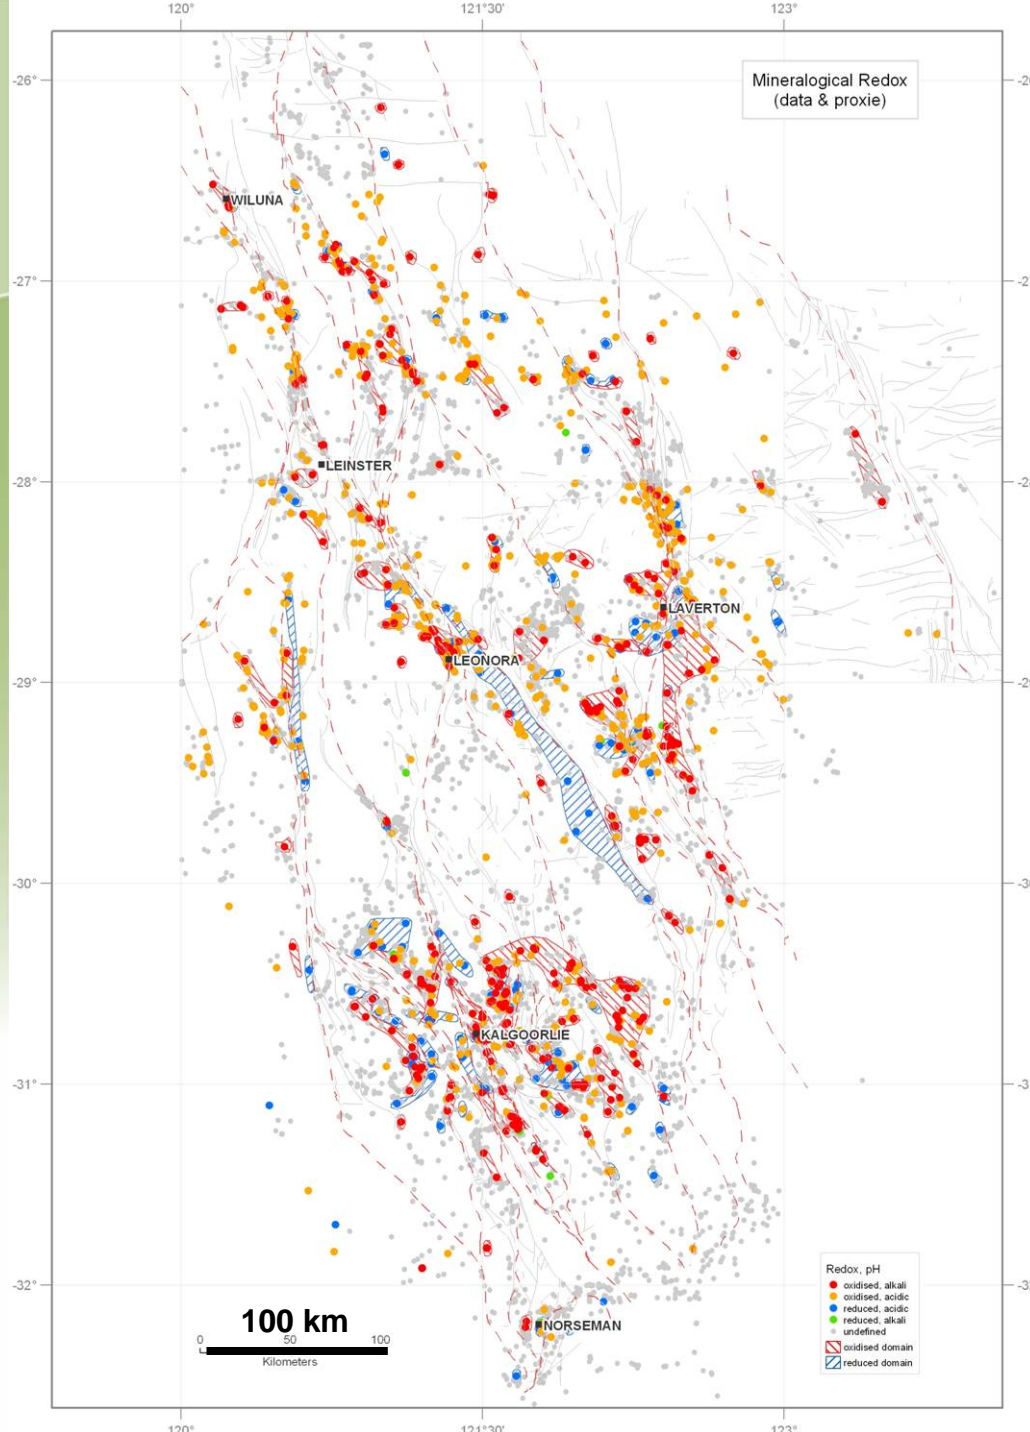 120°
121°30'
123°
Mineralogical Redox
(data & proxie)
-26°
WILUNA
-27°
LEINSTER
-28°
LAVERTON
LEONORA
-29°
-30°
KALGOORLIE
-31°
-32°
NORSEMAN
100 km
0 50 100
Kilometers
Redox, pH
oxidised, alkali
oxidised, acidic
reduced, acidic
reduced, alkali
undefined
oxidised domain
reduced domain
120°
121°30'
123°